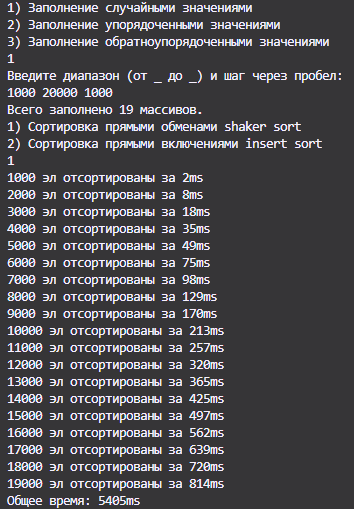 1) Заполнение случайными значениями
2) Заполнение упорядоченными значениями
3) Заполнение обратноупорядоченными значениями
1
Введите диапазон (от _ до _) и шаг через пробел:
1000 20000 1000
Всего заполнено 19 массивов.
1) Сортировка прямыми обменами shaker sort
2) Сортировка прямыми включениями insert sort
1
1000 эл отсортированы за 2ms
2000 эл отсортированы за 8ms
3000 эл отсортированы за 18ms
4000 эл отсортированы за 35ms
5000 эл отсортированы за 49ms
6000 эл отсортированы за 75ms
7000 эл отсортированы за 98ms
8000 эл отсортированы за 129ms
9000 эл отсортированы за 170ms
10000 эл отсортированы за 213ms
11000 эл отсортированы за 257ms
12000 эл отсортированы за 320ms
13000 эл отсортированы за 365ms
14000 эл отсортированы за 425ms
15000 эл отсортированы за 497ms
16000 эл отсортированы за 562ms
17000 эл отсортированы за 639ms
18000 эл отсортированы за 720ms
19000 эл отсортированы за 814ms
Общее время: 5405ms